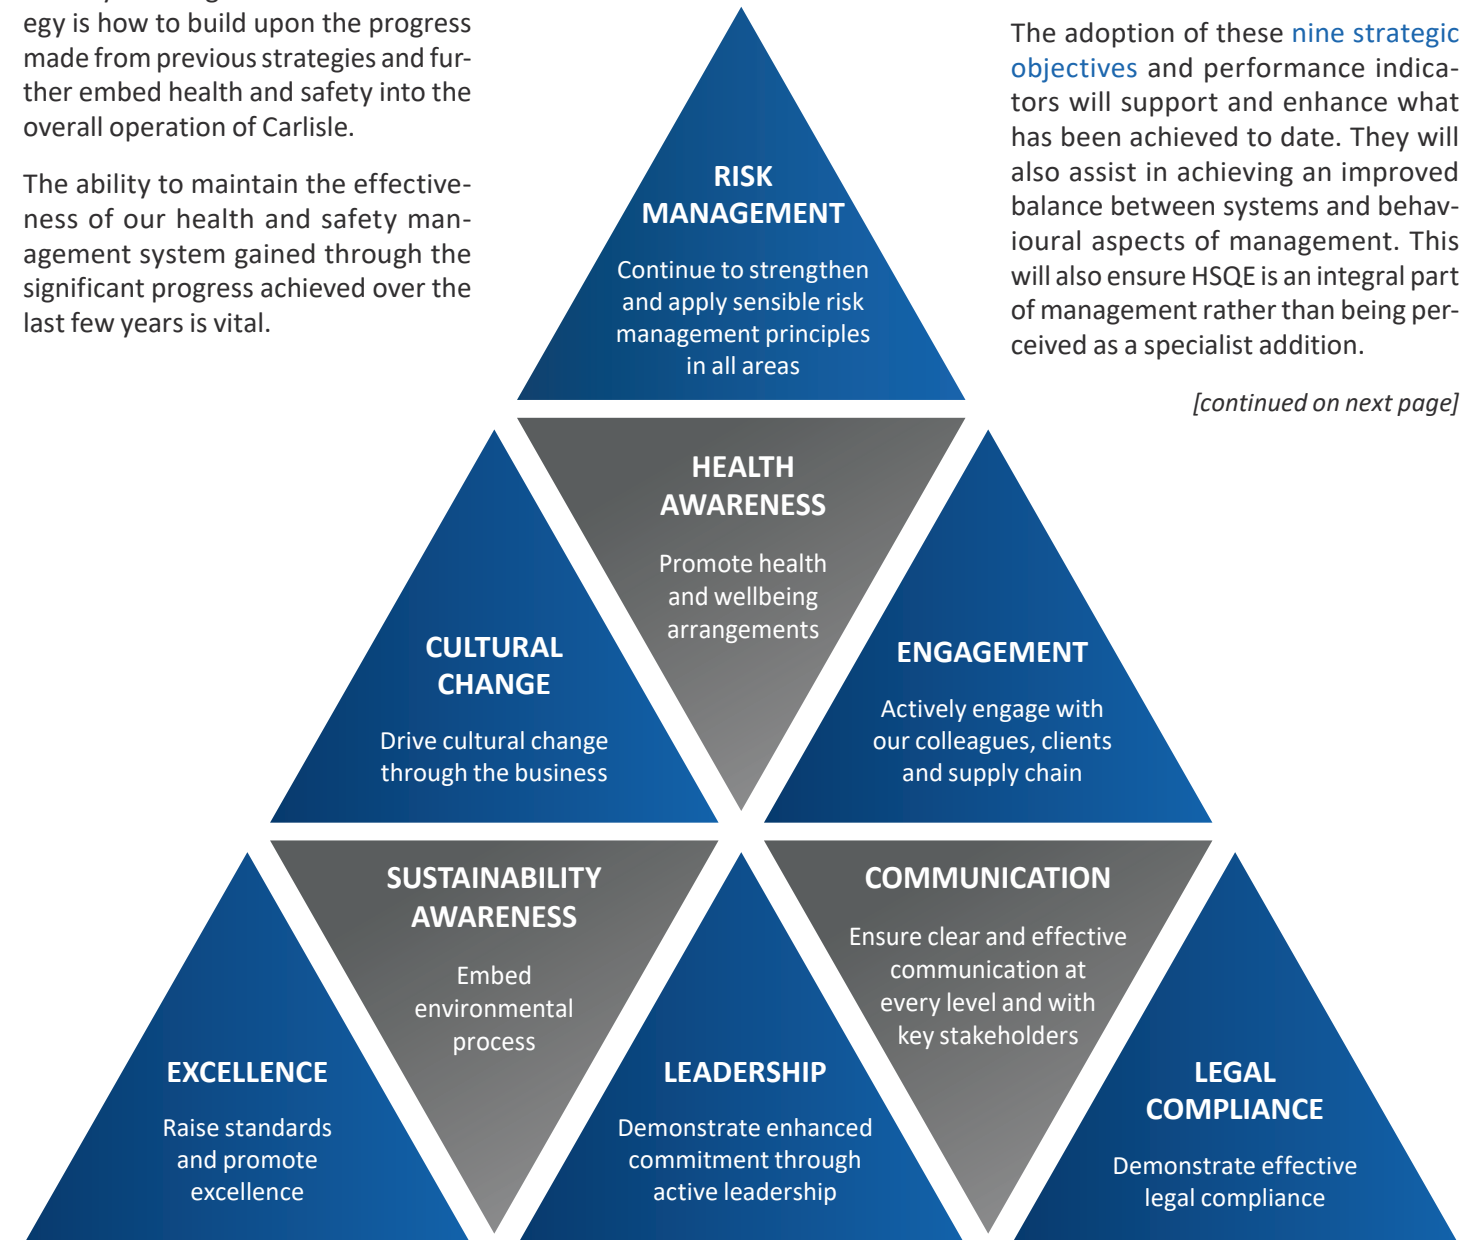 egy is how to build upon the progress
made from previous strategies and fur-
ther embed health and safety into the
overall operation of Carlisle.
The ability to maintain the effective-
ness of our health and safety man-
agement system gained through the
significant progress achieved over the
last few years is vital.
The adoption of these nine strategic
objectives and performance indica-
tors will support and enhance what
has been achieved to date. They will
also assist in achieving an improved
balance between systems and behav-
ioural aspects of management. This
will also ensure HSQE is an integral part
of management rather than being per-
ceived as a specialist addition.
[continued on next page]
RISK
MANAGEMENT
Continue to strengthen
and apply sensible risk
management principles
in all areas
HEALTH
AWARENESS
Promote health
and wellbeing
arrangements
CULTURAL
CHANGE
Drive cultural change
through the business
ENGAGEMENT
Actively engage with
our colleagues, clients
and supply chain
SUSTAINABILITY
AWARENESS
Embed
environmental
process
COMMUNICATION
Ensure clear and effective
communication at
every level and with
key stakeholders
EXCELLENCE
Raise standards
and promote
excellence
LEADERSHIP
Demonstrate enhanced
commitment through
active leadership
LEGAL
COMPLIANCE
Demonstrate effective
legal compliance